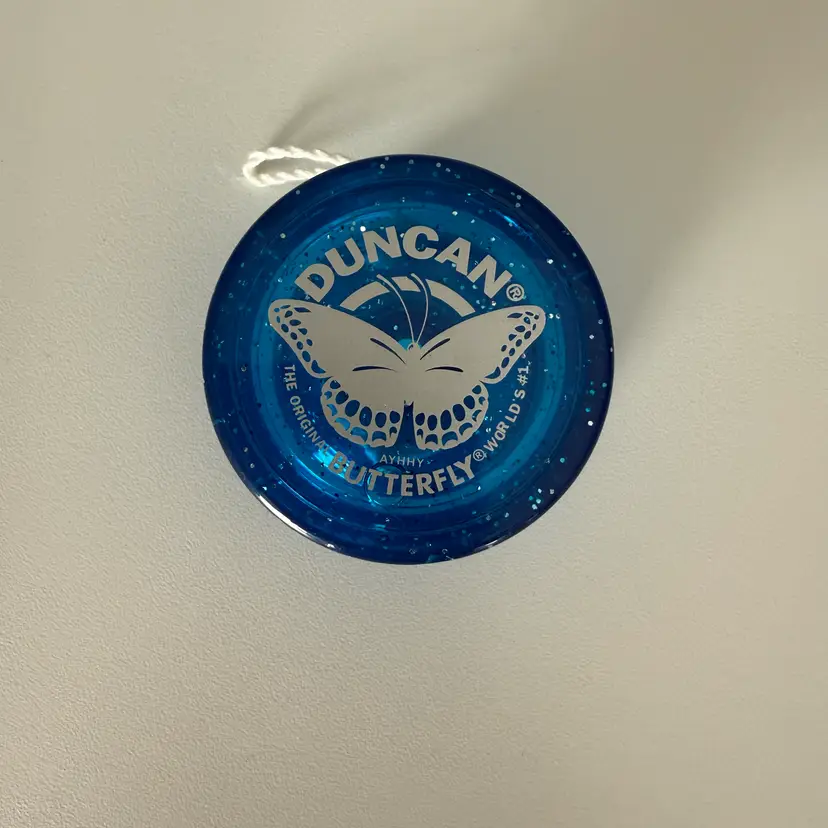 DUNCAN®
THE ORIGINAL
WORLD'S #1
AYHHY
BUTTERFLY®